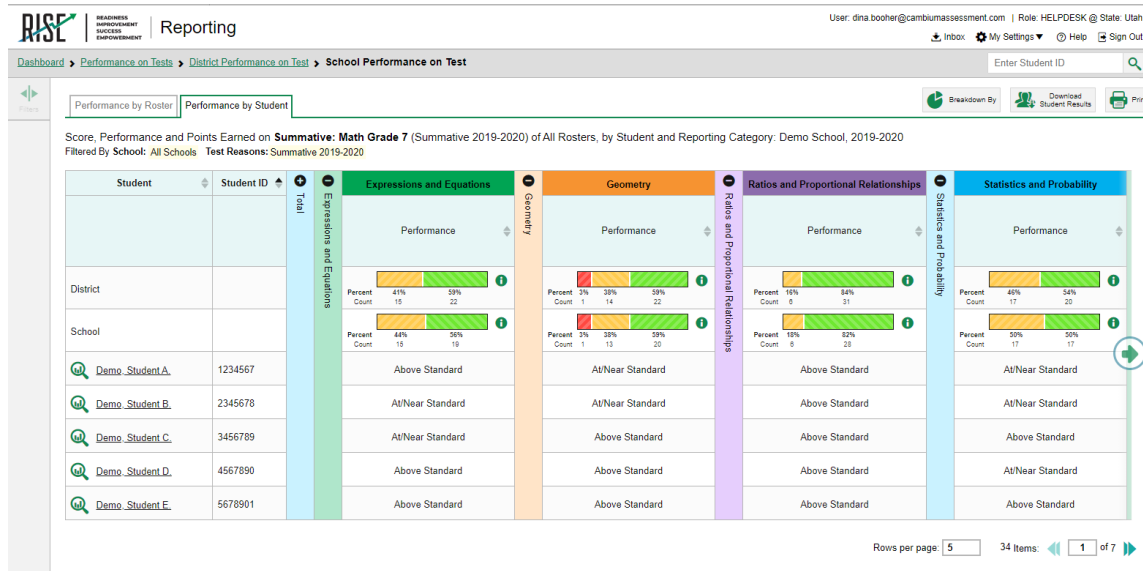 RISE
READINESS
IMPROVEMENT
SUCCESS
EMPOWERMENT
Reporting
User: dina.booher@cambiumassessment.com | Role: HELPDESK @ State: Utah
Inbox My Settings Help Sign Out
Dashboard Performance on Tests District Performance on Test School Performance on Test
Enter Student ID
Filters
Performance by Roster Performance by Student
Breakdown By Download Student Results Pri
Score, Performance and Points Earned on Summative: Math Grade 7 (Summative 2019-2020) of All Rosters, by Student and Reporting Category: Demo School, 2019-2020
Filtered By School: All Schools Test Reasons: Summative 2019-2020
Student Student ID Total Expressions and Equations Expressions and Equations Geometry Geometry Ratios and Proportional Relationships Ratios and Proportional Relationships Statistics and Probability Statistics and Probability
Performance Performance Performance Performance
District
Percent 41% 59% Percent 3% 38% 59% Percent 16% 84% Percent 46% 54%
Count 15 22 Count 1 14 22 Count 6 31 Count 17 20
School
Percent 44% 56% Percent 3% 38% 59% Percent 18% 82% Percent 50% 50%
Count 15 19 Count 1 13 20 Count 6 28 Count 17 17
Demo, Student A. 1234567 Above Standard At/Near Standard Above Standard At/Near Standard
Demo, Student B. 2345678 At/Near Standard At/Near Standard Above Standard Above Standard
Demo, Student C. 3456789 At/Near Standard Above Standard Above Standard Above Standard
Demo, Student D. 4567890 Above Standard Above Standard Above Standard At/Near Standard
Demo, Student E. 5678901 Above Standard Above Standard Above Standard Above Standard
Rows per page: 5 34 Items: 1 of 7